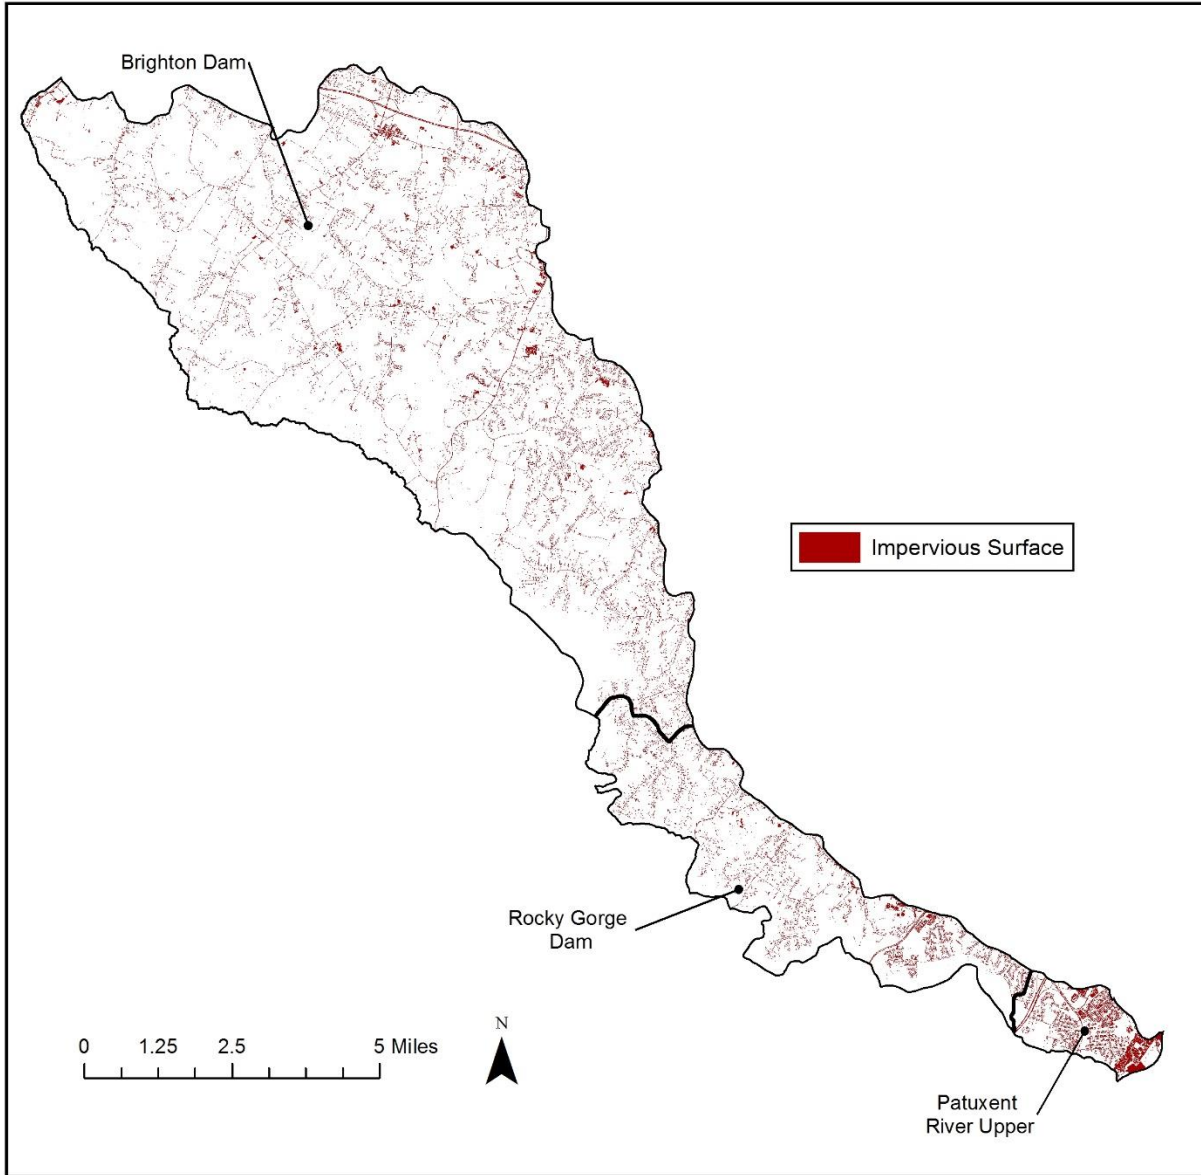 Brighton Dam
Impervious Surface
Rocky Gorge
Dam
N
0 1.25 2.5 5 Miles
Patuxent
River Upper